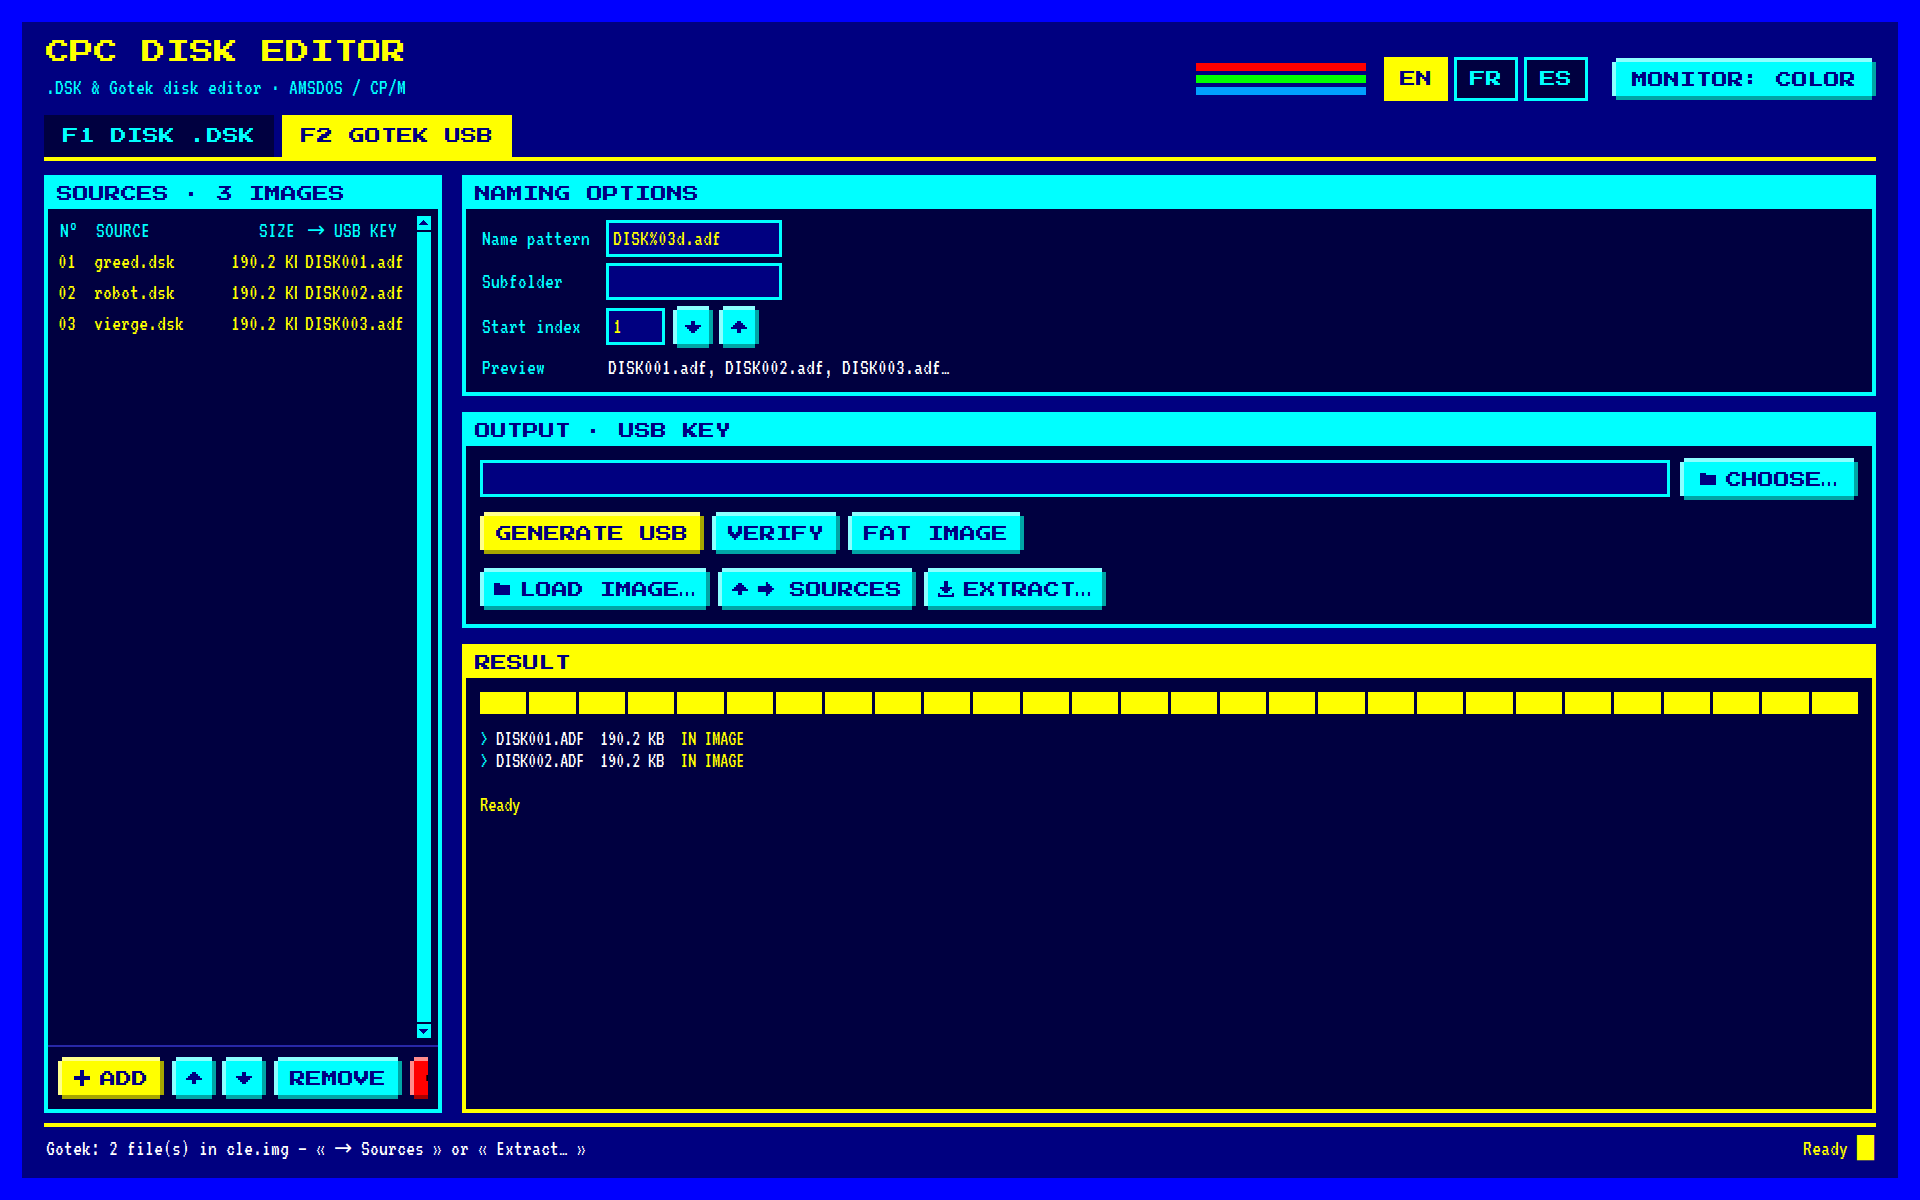 CPC DISK EDITOR
.DSK & Gotek disk editor · AMSDOS / CP/M
EN FR ES MONITOR: COLOR
F1 DISK .DSK F2 GOTEK USB
SOURCES · 3 IMAGES
Nº SOURCE SIZE → USB KEY
01 greed.dsk 190.2 K DISK001.adf
02 robot.dsk 190.2 K DISK002.adf
03 vierge.dsk 190.2 K DISK003.adf
+ ADD REMOVE
NAMING OPTIONS
Name pattern DISK%03d.adf
Subfolder
Start index 1
Preview DISK001.adf, DISK002.adf, DISK003.adf…
OUTPUT · USB KEY
CHOOSE…
GENERATE USB VERIFY FAT IMAGE
LOAD IMAGE… SOURCES EXTRACT…
RESULT
> DISK001.ADF 190.2 KB IN IMAGE
> DISK002.ADF 190.2 KB IN IMAGE
Ready
Gotek: 2 file(s) in cle.img — « → Sources » or « Extract… »
Ready